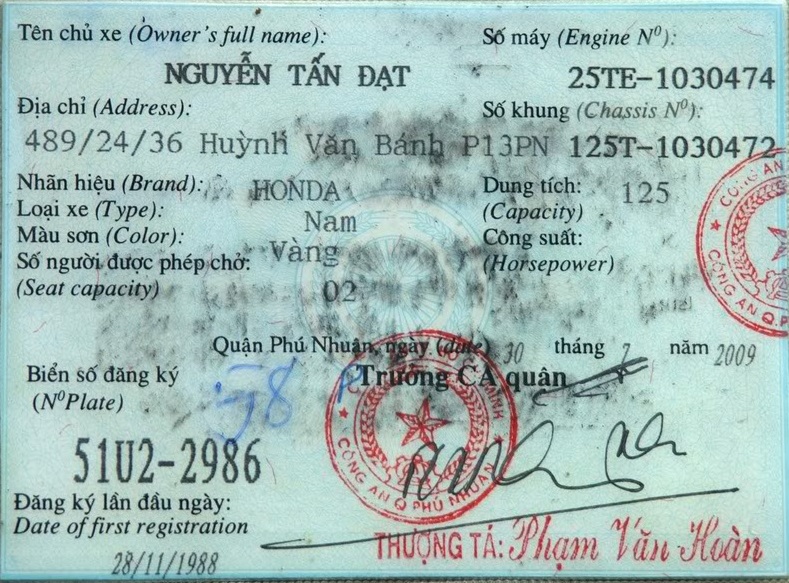 Tên chủ xe (Owner's full name):
Số máy (Engine Nº):
NGUYỄN TẤN ĐẠT
25TE-1030474
Địa chỉ (Address):
Số khung (Chassis Nº):
489/24/36 Huỳnh Văn Bánh P13PN
125T-1030472
Nhãn hiệu (Brand):
HONDA
Dung tích:
125
Loại xe (Type):
Nam
(Capacity)
Màu sơn (Color):
Vàng
Công suất:
Số người được phép chở:
(Horsepower)
(Seat capacity)
02
Quận Phú Nhuận, ngày (date) 30 tháng 7 năm 2009
Biển số đăng ký
58
Trưởng CA quận
(NºPlate)
51U2-2986
CÔNG AN Q.PHÚ NHUẬN
CÔNG AN Q.P
Đăng ký lần đầu ngày:
Date of first registration
28/11/1988
THƯỢNG TÁ: Phạm Văn Hoàn